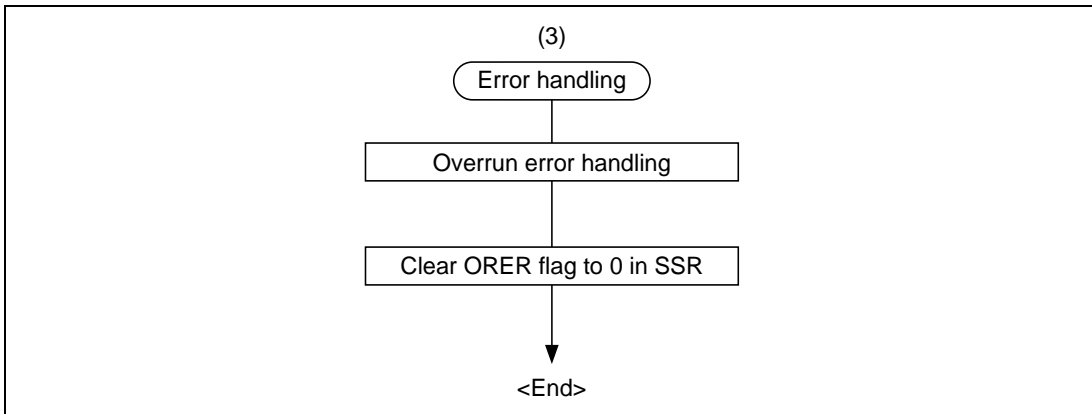 (3)
Error handling
Overrun error handling
Clear ORER flag to 0 in SSR
<End>